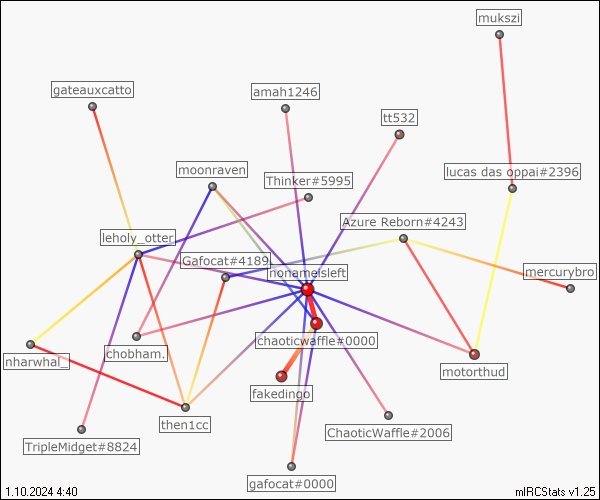 mukszi
gateauxcatto
amah1246
tt532
moonraven
lucas das oppai#2396
Thinker#5995
Azure Reborn#4243
leholy_otter
Gafocat#4189
nonameisleft
mercurybro
chaoticwaffle#0000
chobham.
nharwhal_
motorthud
fakedingo
then1cc
ChaoticWaffle#2006
TripleMidget#8824
gafocat#0000
1.10.2024 4:40
mIRCStats v1.25